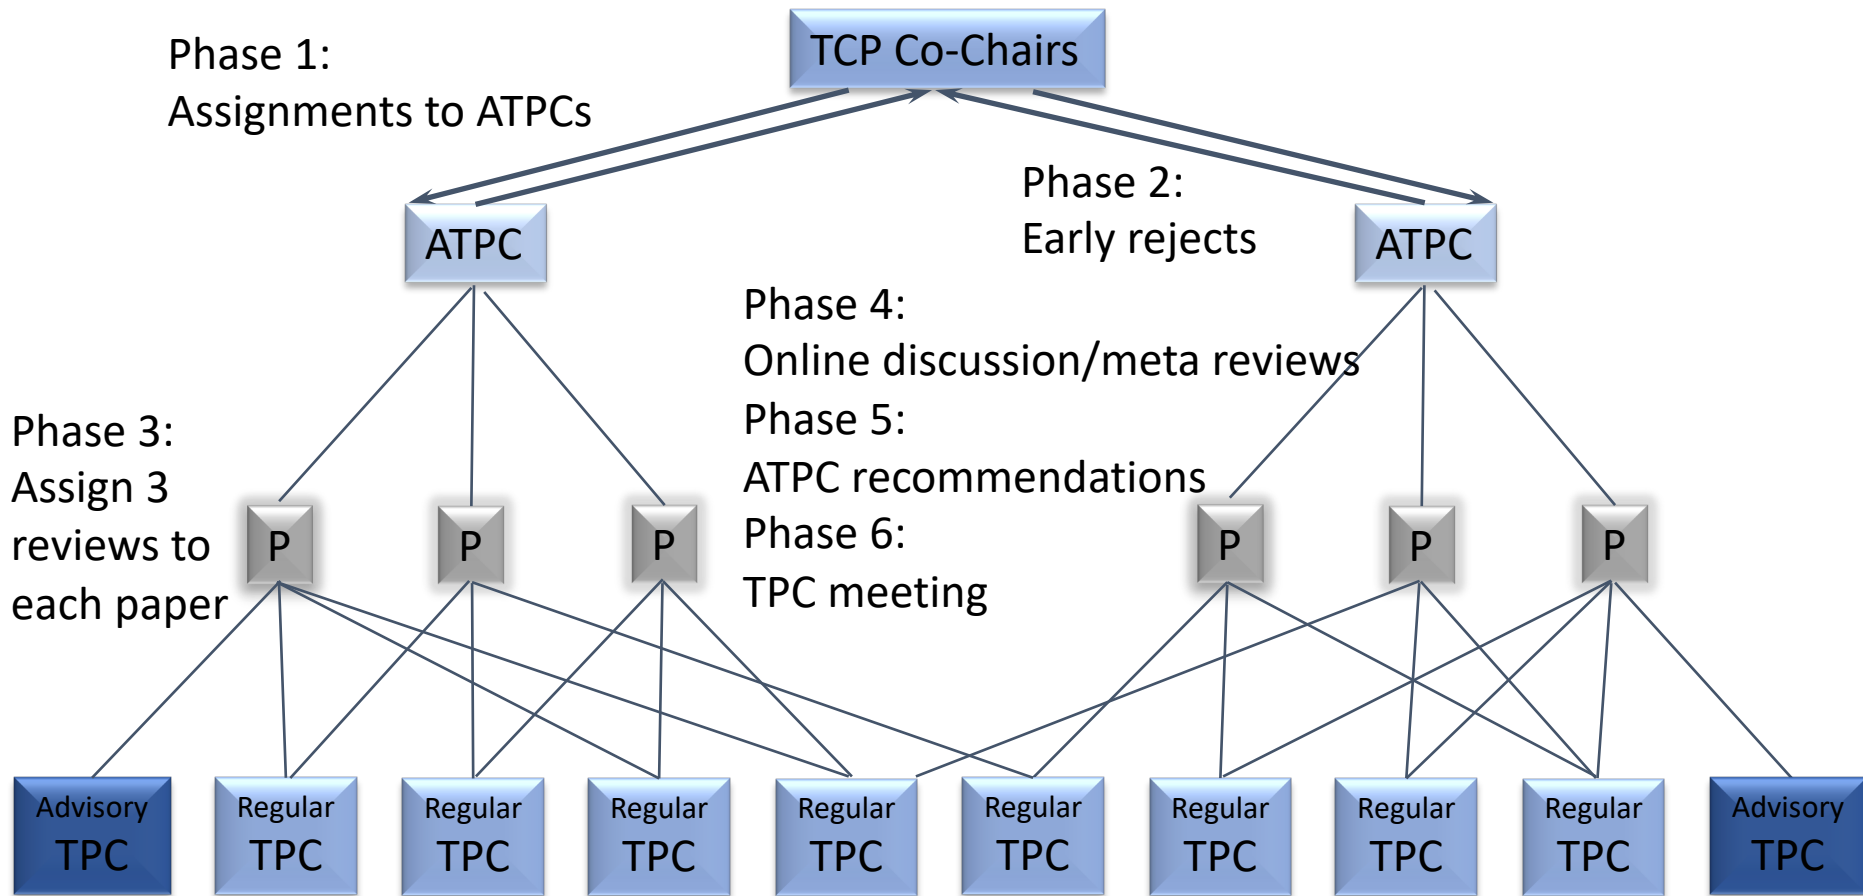 TCP Co-Chairs
Phase 1:
Assignments to ATPCs
Phase 2:
Early rejects
ATPC
ATPC
Phase 4:
Online discussion/meta reviews
Phase 5:
ATPC recommendations
Phase 6:
TPC meeting
Phase 3:
Assign 3
reviews to
each paper
P
P
P
P
P
P
Advisory
TPC
Regular
TPC
Regular
TPC
Regular
TPC
Regular
TPC
Regular
TPC
Regular
TPC
Regular
TPC
Regular
TPC
Advisory
TPC